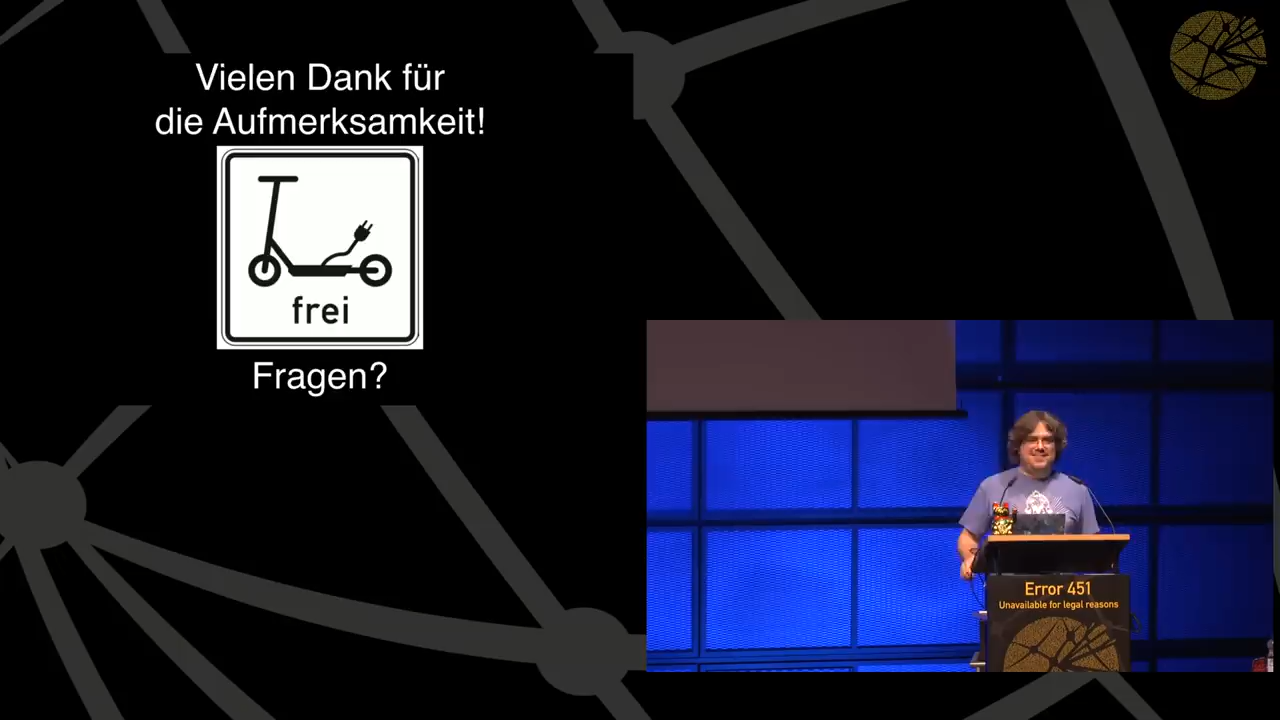 Vielen Dank für
die Aufmerksamkeit!
frei
Fragen?
Error 451
Unavailable for legal reasons